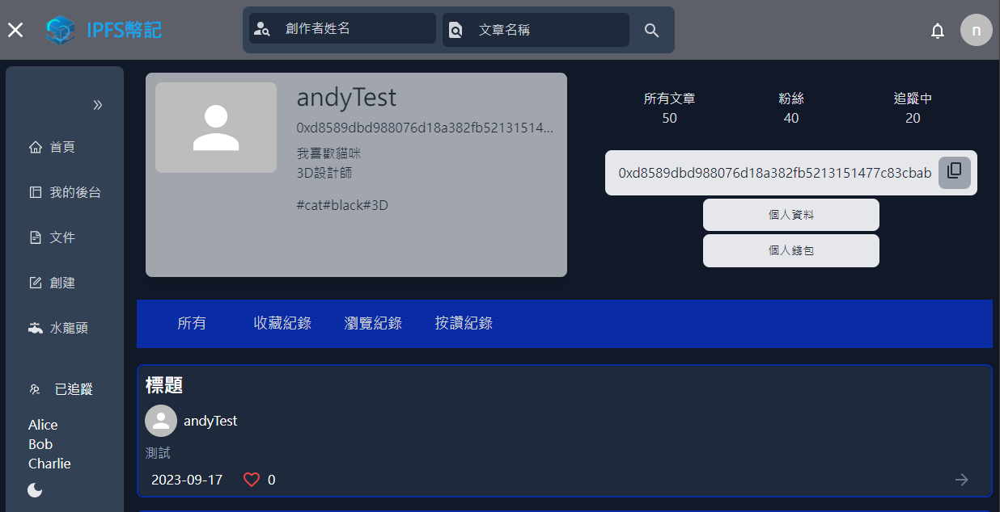 IPFS幣記
創作者姓名
文章名稱
n
首頁
我的後台
文件
創建
水龍頭
已追蹤
Alice
Bob
Charlie
andyTest
0xd8589dbd988076d18a382fb52131514...
我喜歡貓咪
3D設計師
#cat#black#3D
所有文章
50
粉絲
40
追蹤中
20
0xd8589dbd988076d18a382fb5213151477c83cbab
個人資料
個人錢包
所有
收藏紀錄
瀏覽紀錄
按讚紀錄
標題
andyTest
測試
2023-09-17
0